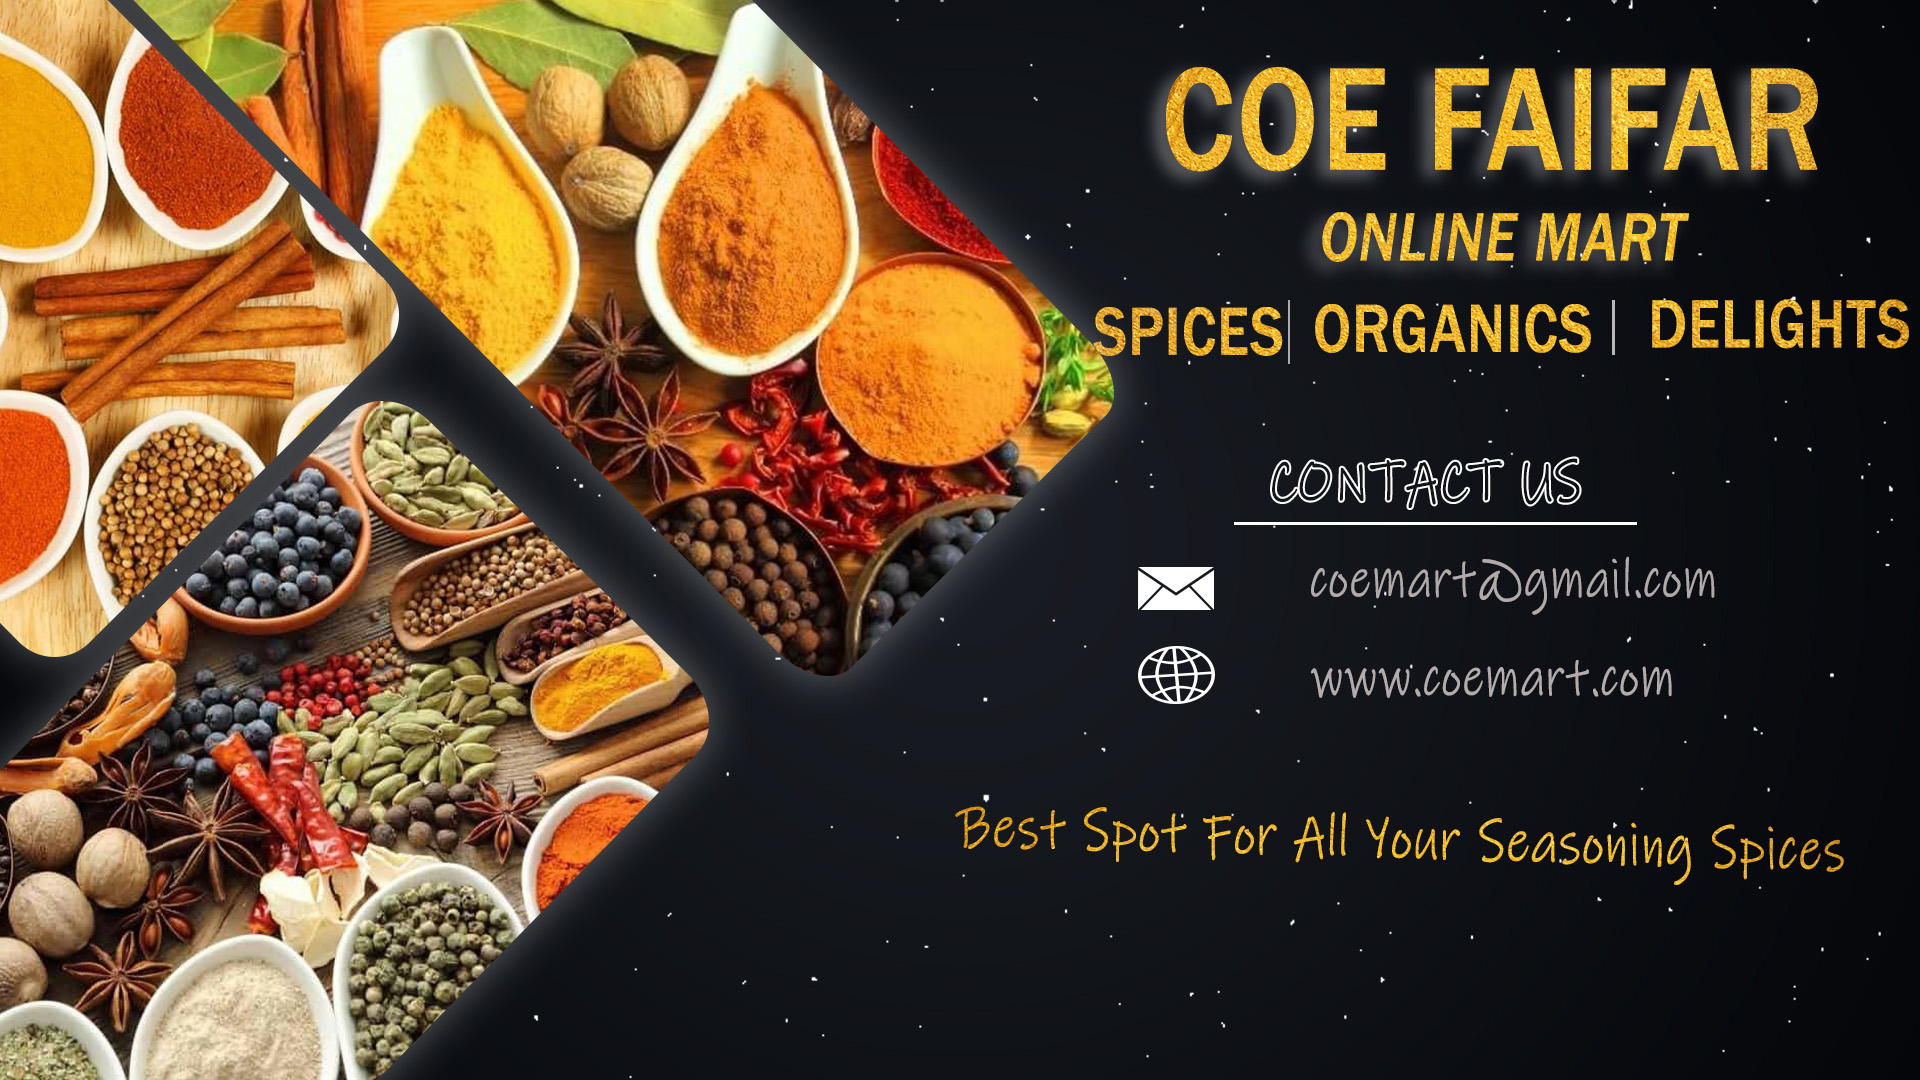 COE FAIFAR
ONLINE MART
SPICES| ORGANICS | DELIGHTS
CONTACT US
coemart@gmail.com
www.coemart.com
Best Spot For All Your Seasoning Spices